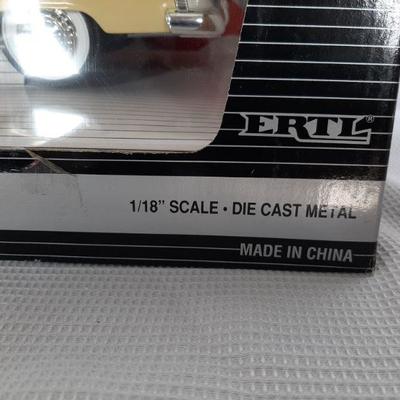 ERTL®
1/18" SCALE • DIE CAST METAL
MADE IN CHINA